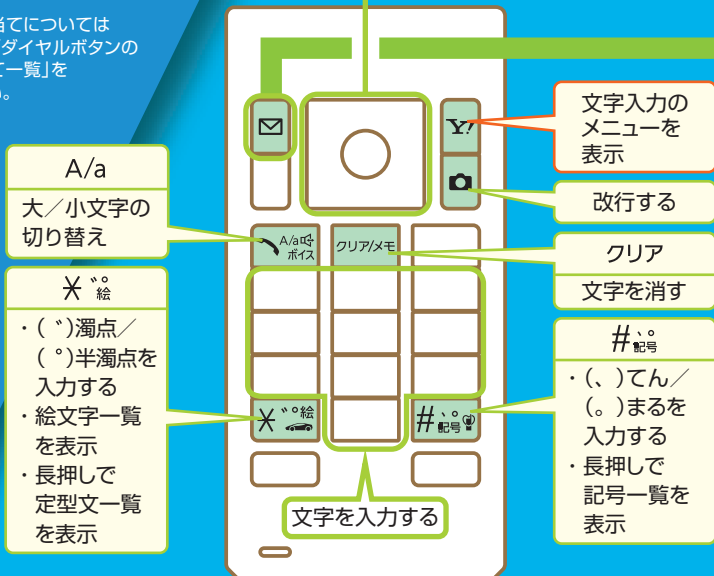 当てについては
ダイヤルボタンの
て一覧」を
い。
A/a
大／小文字の
切り替え
絵
・(゛)濁点／
(゜)半濁点を
入力する
・絵文字一覧
を表示
・長押しで
定型文一覧
を表示
Y!
A/a
ボイス
クリア/メモ
＊゛゜絵
#、。
記号
文字を入力する
文字入力の
メニューを
表示
改行する
クリア
文字を消す
#、。
記号
・(、)てん／
(。)まるを
入力する
・長押しで
記号一覧を
表示